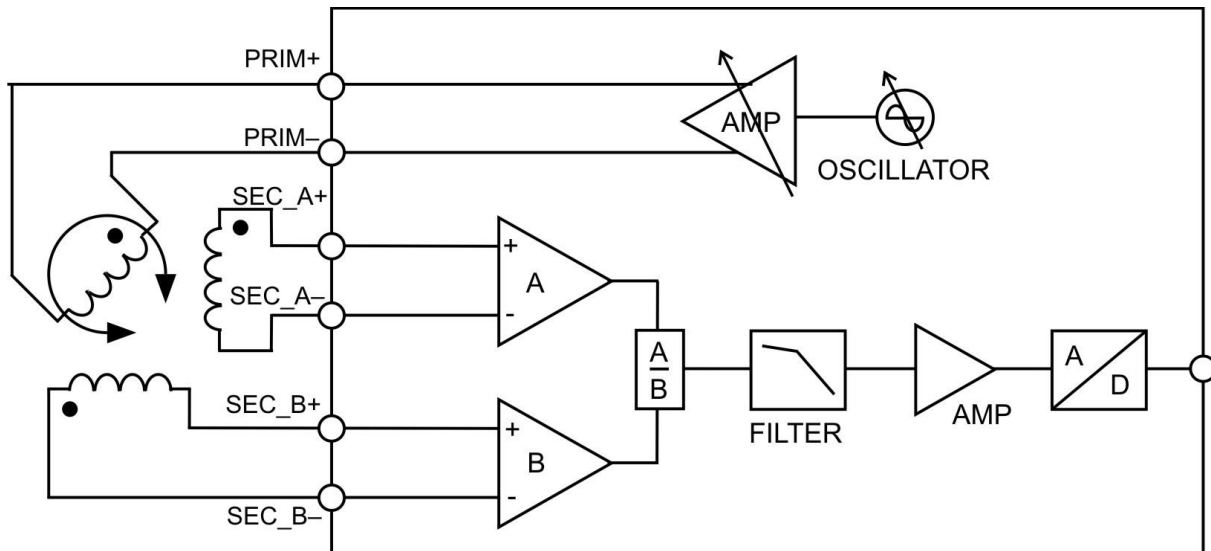 PRIM+
AMP
PRIM–
OSCILLATOR
SEC_A+
+
A
SEC_A–
-
A
B
A
D
SEC_B+
+
FILTER
AMP
B
-
SEC_B–